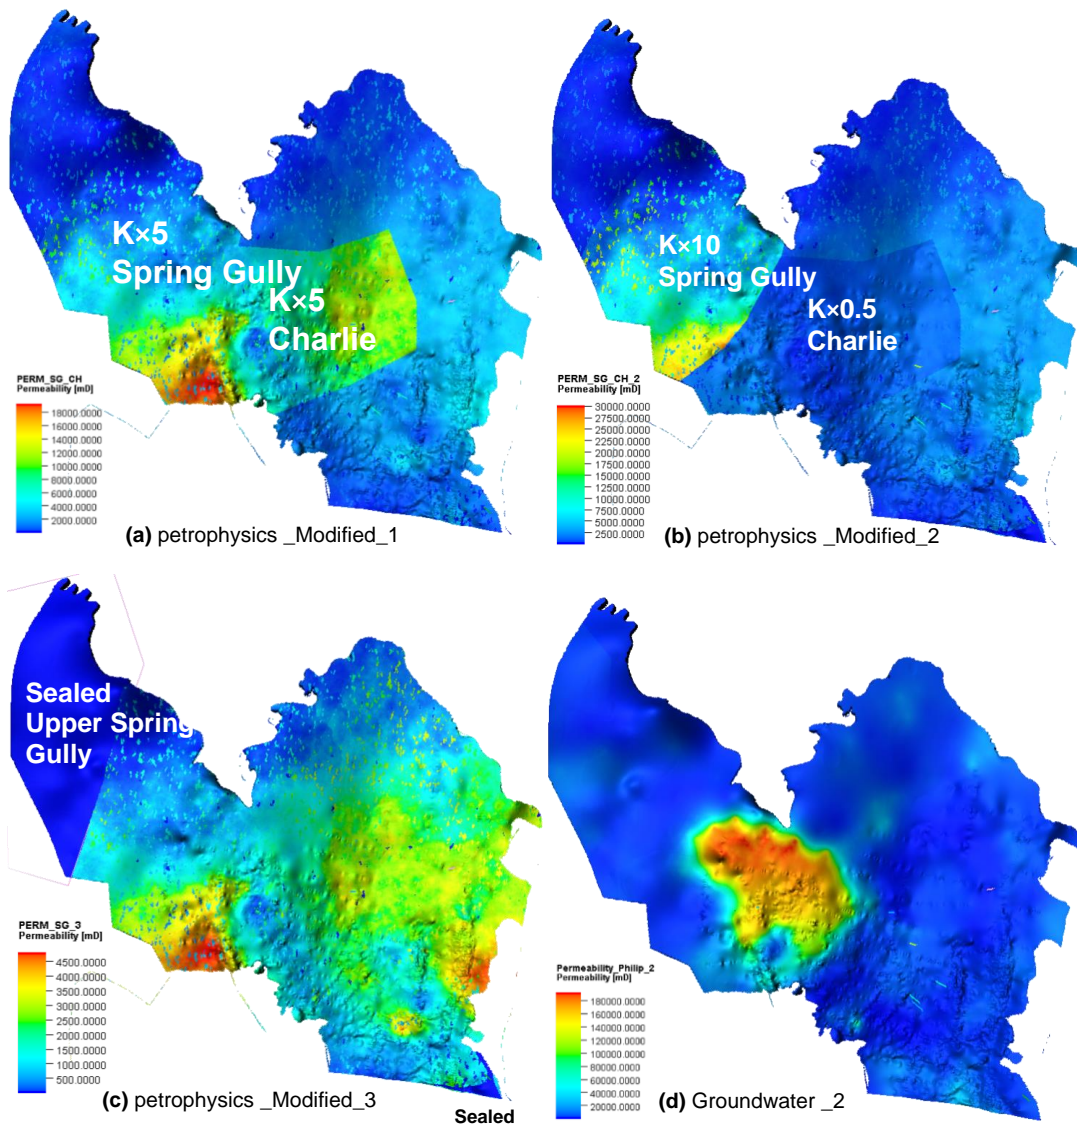 K×5
Spring Gully
K×5
Charlie
PERM_SG_CH
Permeability [mD]
18000.0000
16000.0000
14000.0000
12000.0000
10000.0000
8000.0000
6000.0000
4000.0000
2000.0000
(a) petrophysics _Modified_1
K×10
Spring Gully
K×0.5
Charlie
PERM_SG_CH_2
Permeability [mD]
30000.0000
27500.0000
25000.0000
22500.0000
20000.0000
17500.0000
15000.0000
12500.0000
10000.0000
7500.0000
5000.0000
2500.0000
(b) petrophysics _Modified_2
Sealed
Upper Spring
Gully
PERM_SG_3
Permeability [mD]
4500.0000
4000.0000
3500.0000
3000.0000
2500.0000
2000.0000
1500.0000
1000.0000
500.0000
(c) petrophysics _Modified_3
Sealed
Permeability_Philip_2
Permeability [mD]
180000.0000
160000.0000
140000.0000
120000.0000
100000.0000
80000.0000
60000.0000
40000.0000
20000.0000
(d) Groundwater _2